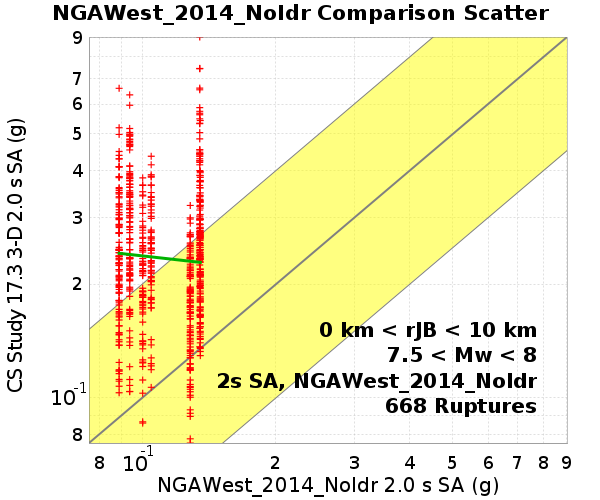 NGAWest_2014_NoIdr Comparison Scatter
CS Study 17.3 3-D 2.0 s SA (g)
9
7
6
5
4
3
2
10-1
8
0 km < rJB < 10 km
7.5 < Mw < 8
2s SA, NGAWest_2014_NoIdr
668 Ruptures
8 10-1 2 3 4 5 6 7 8 9
NGAWest_2014_NoIdr 2.0 s SA (g)